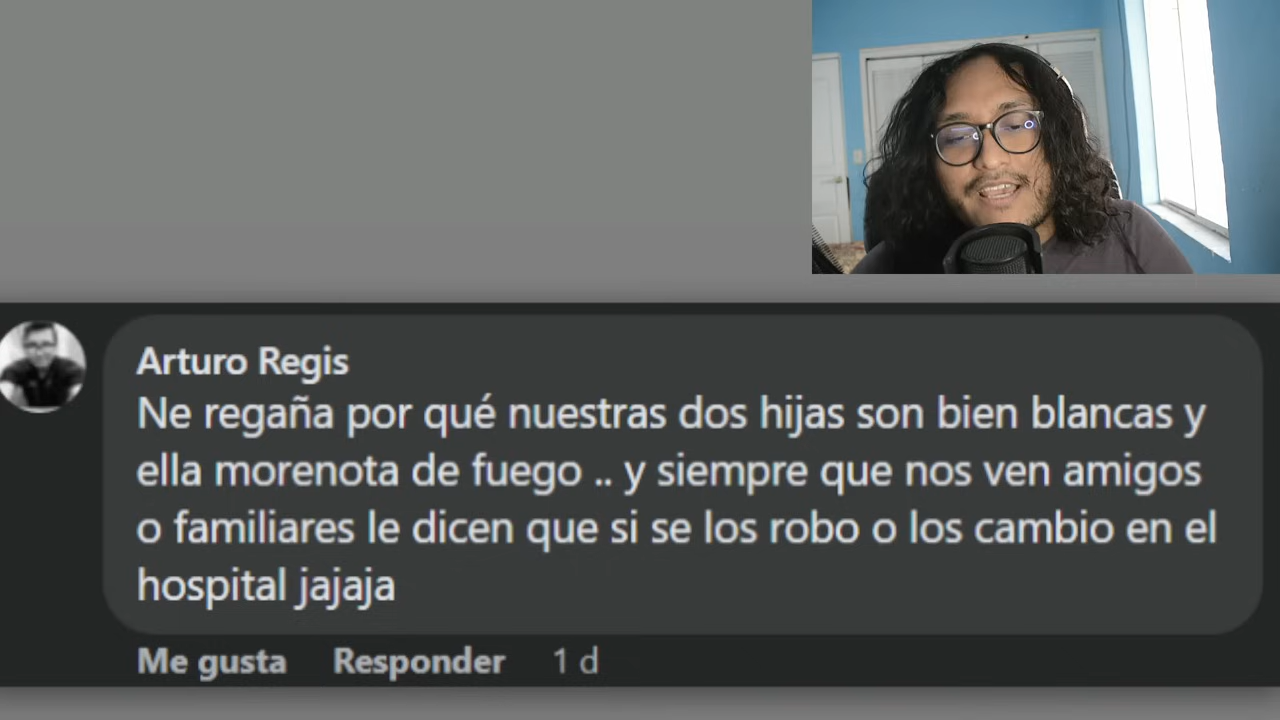 Arturo Regis
Ne regaña por qué nuestras dos hijas son bien blancas y
ella morenota de fuego .. y siempre que nos ven amigos
o familiares le dicen que si se los robo o los cambio en el
hospital jajaja
Me gusta Responder 1 d